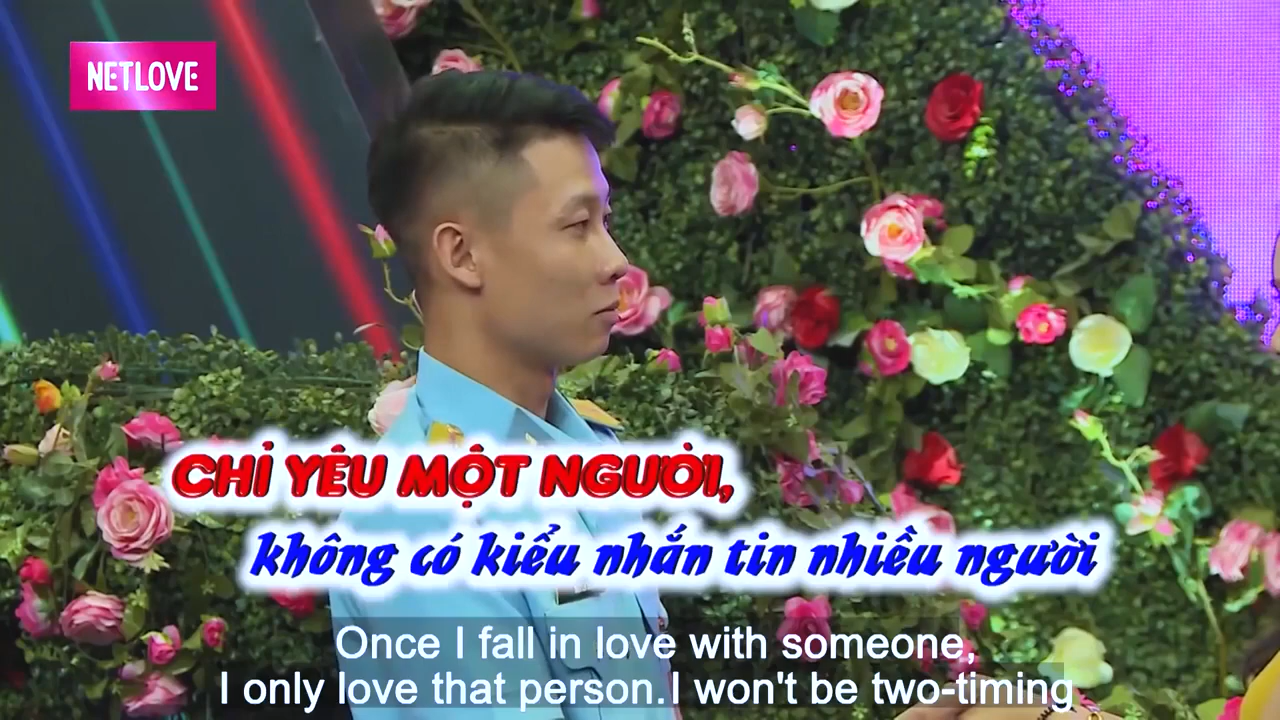 NETLOVE
CHỈ YÊU MỘT NGƯỜI,
không có kiểu nhắn tin nhiều người
Once I fall in love with someone,
I only love that person.I won't be two-timing